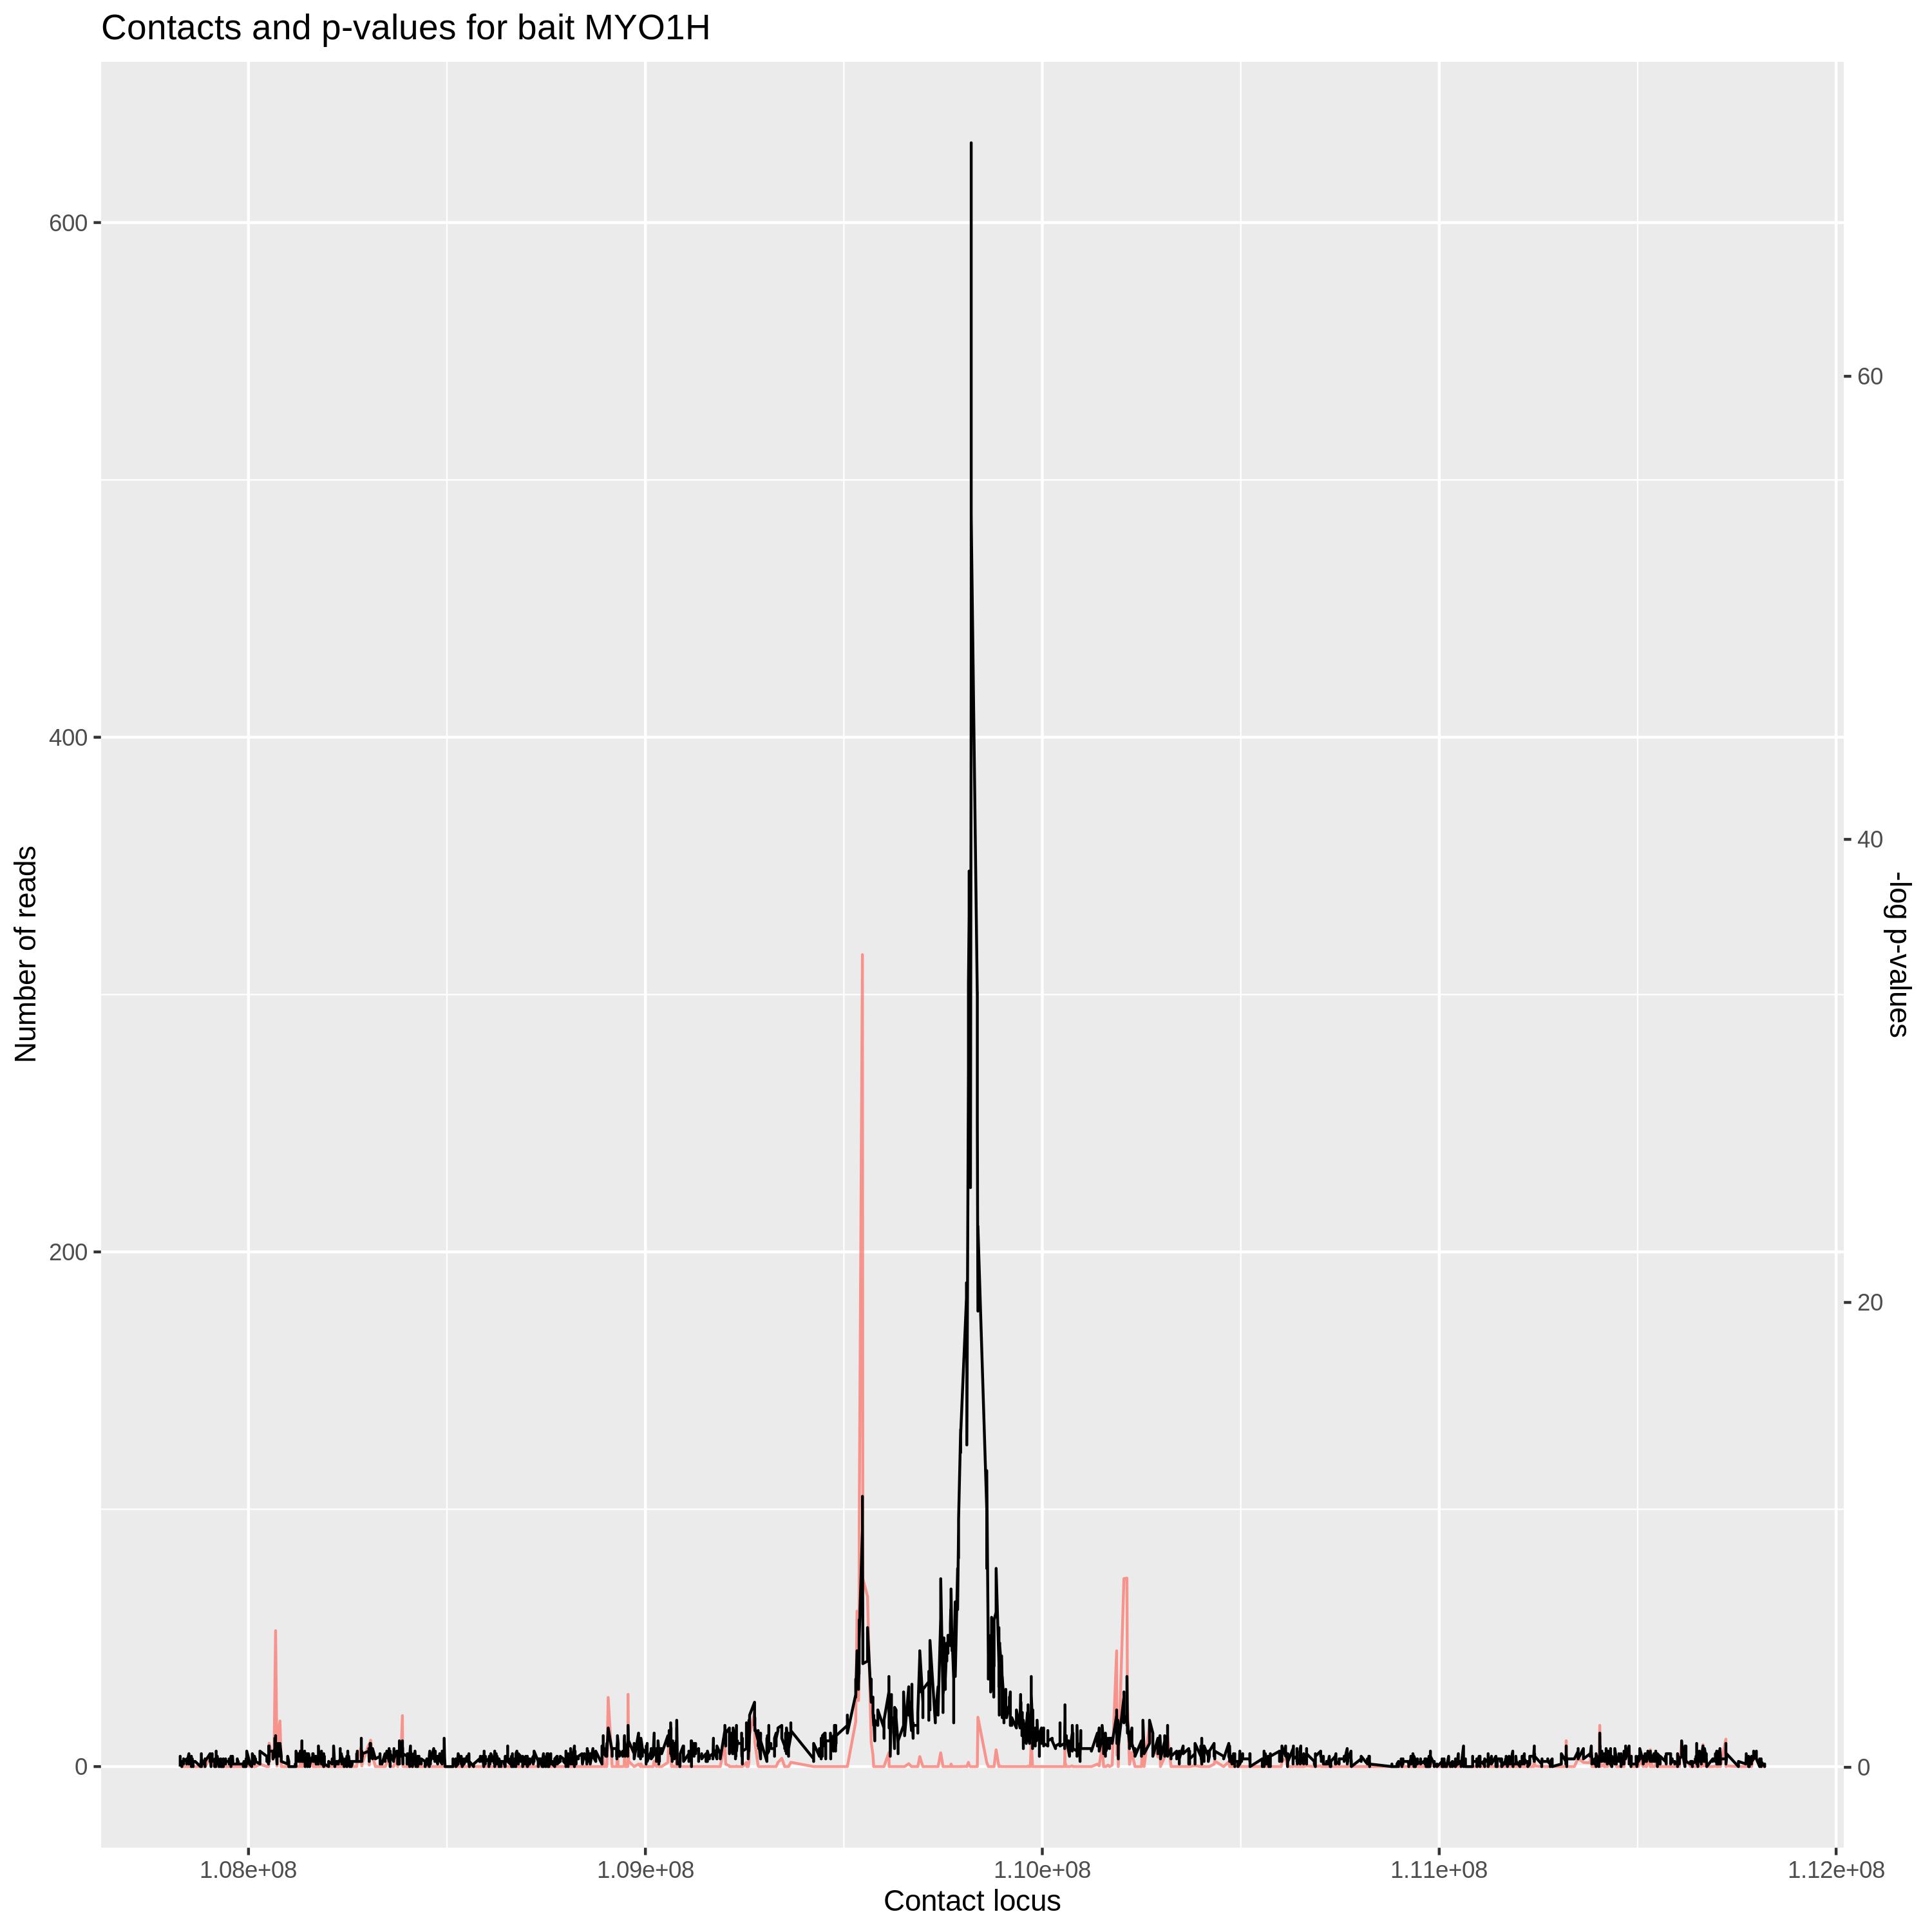 Contacts and p-values for bait MYO1H
Number of reads
600
400
200
0
60
40
20
0
-log p-values
1.08e+08
1.09e+08
1.10e+08
1.11e+08
1.12e+08
Contact locus